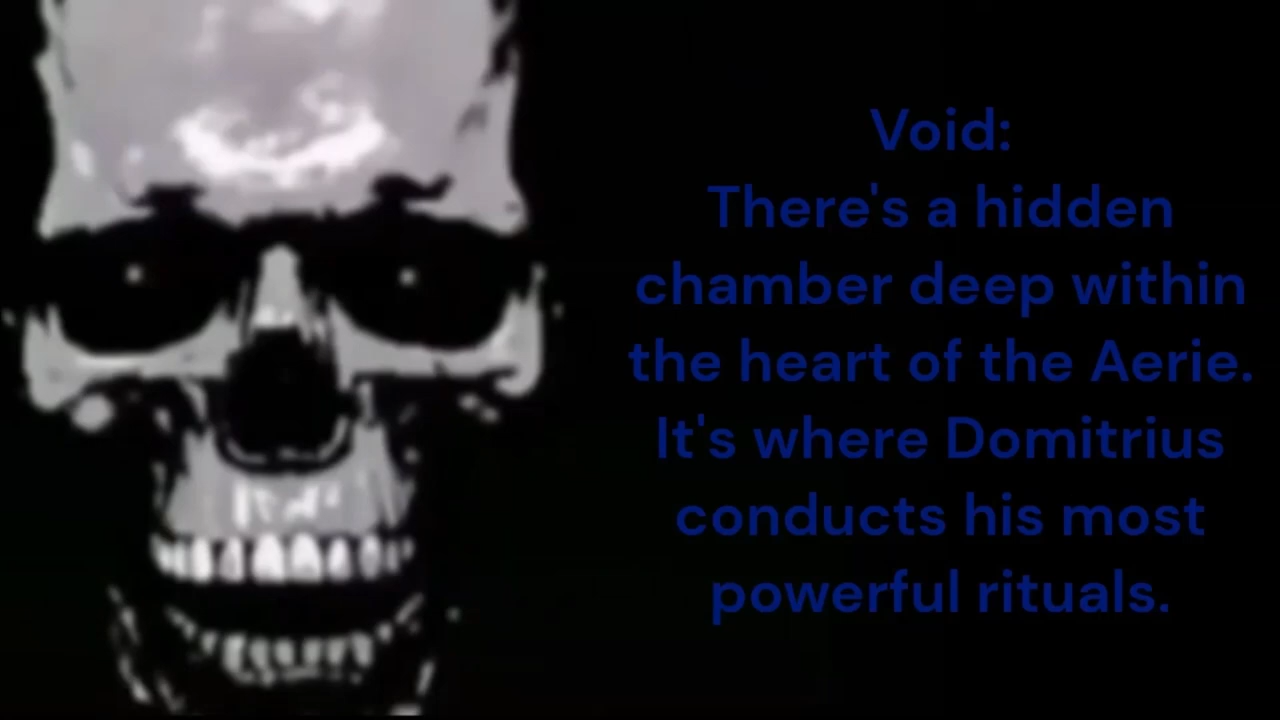 Void:
There's a hidden
chamber deep within
the heart of the Aerie.
It's where Domitrius
conducts his most
powerful rituals.